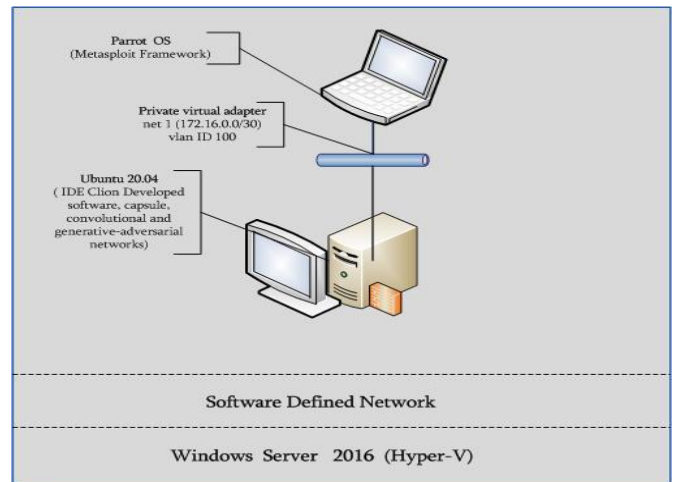 Parrot OS
(Metasploit Framework)
Private virtual adapter
net 1 (172.16.0.0/30)
vlan ID 100
Ubuntu 20.04
( IDE Clion Developed
software, capsule,
convolutional and
generative-adversarial
networks)
Software Defined Network
Windows Server 2016 (Hyper-V)